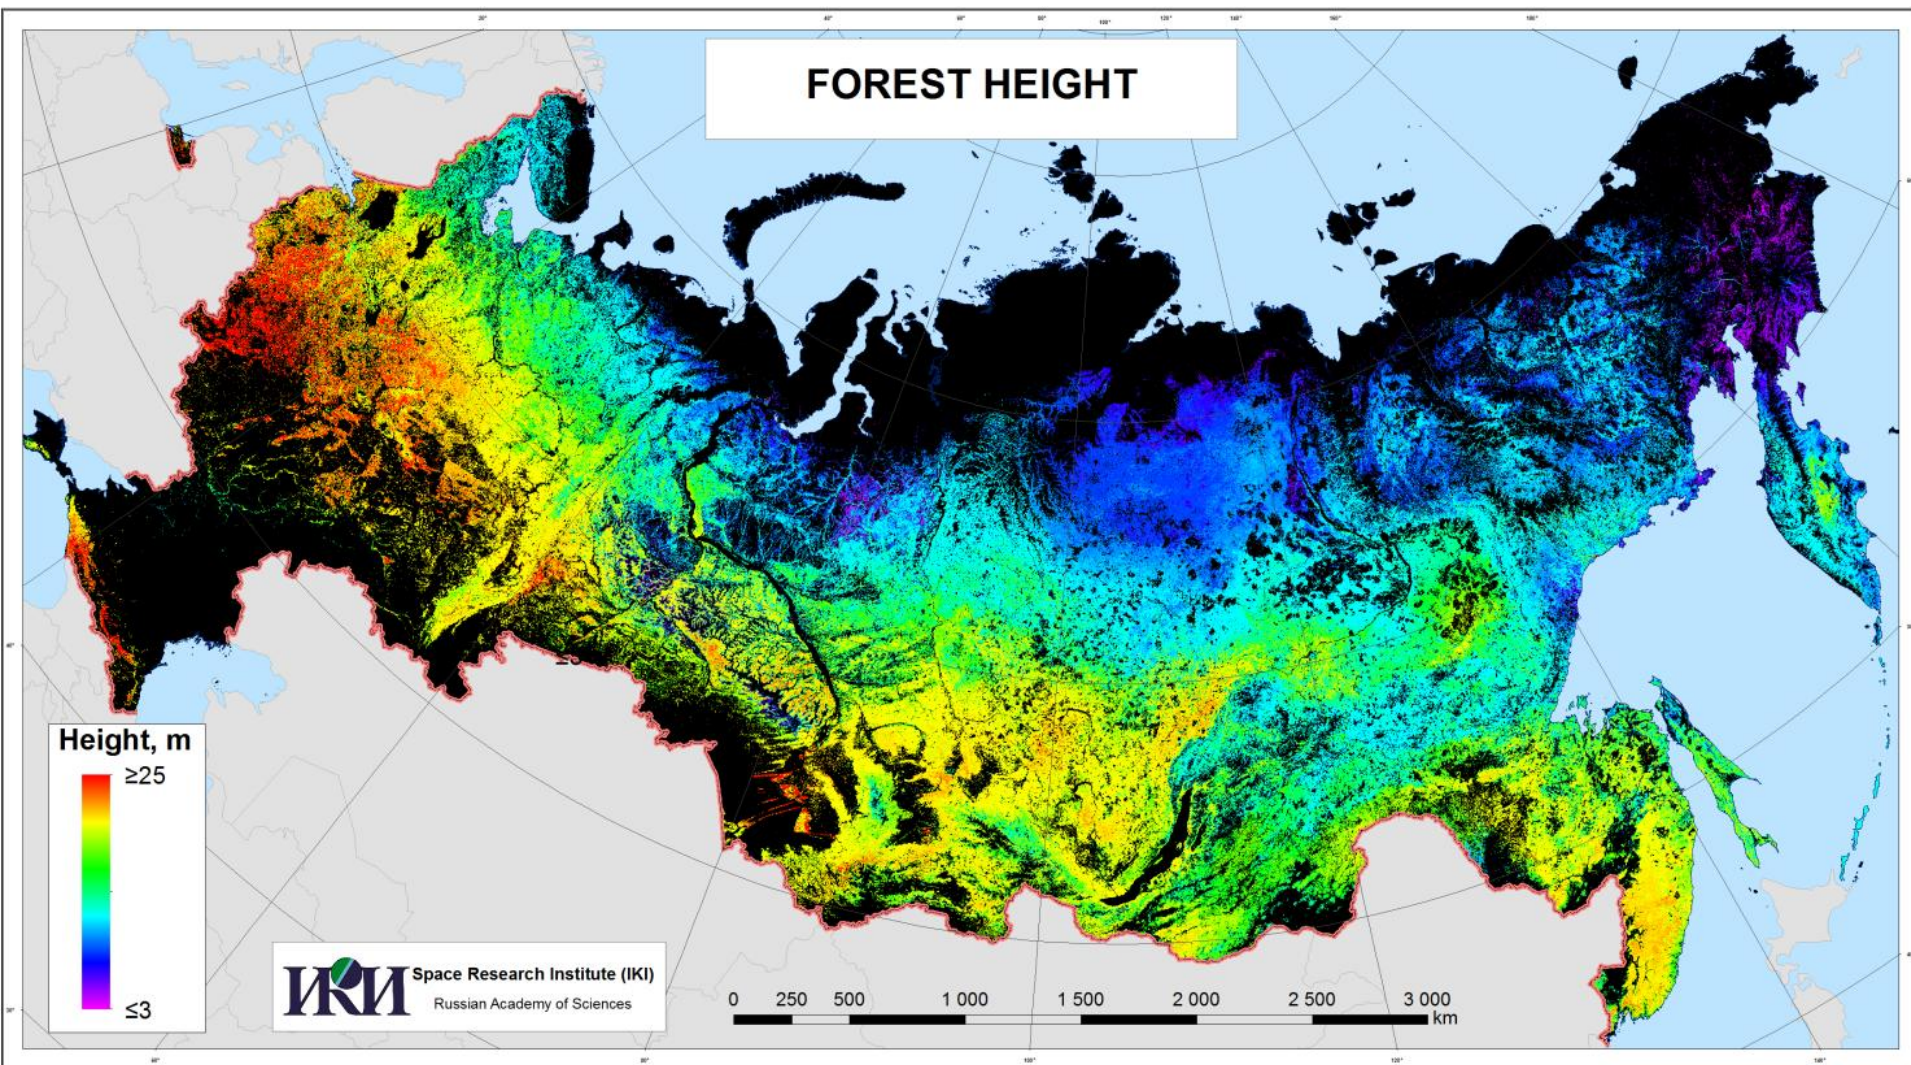 FOREST HEIGHT
Height, m
≥25
≤3
ИКИ
Space Research Institute (IKI)
Russian Academy of Sciences
0 250 500 1 000 1 500 2 000 2 500 3 000
km